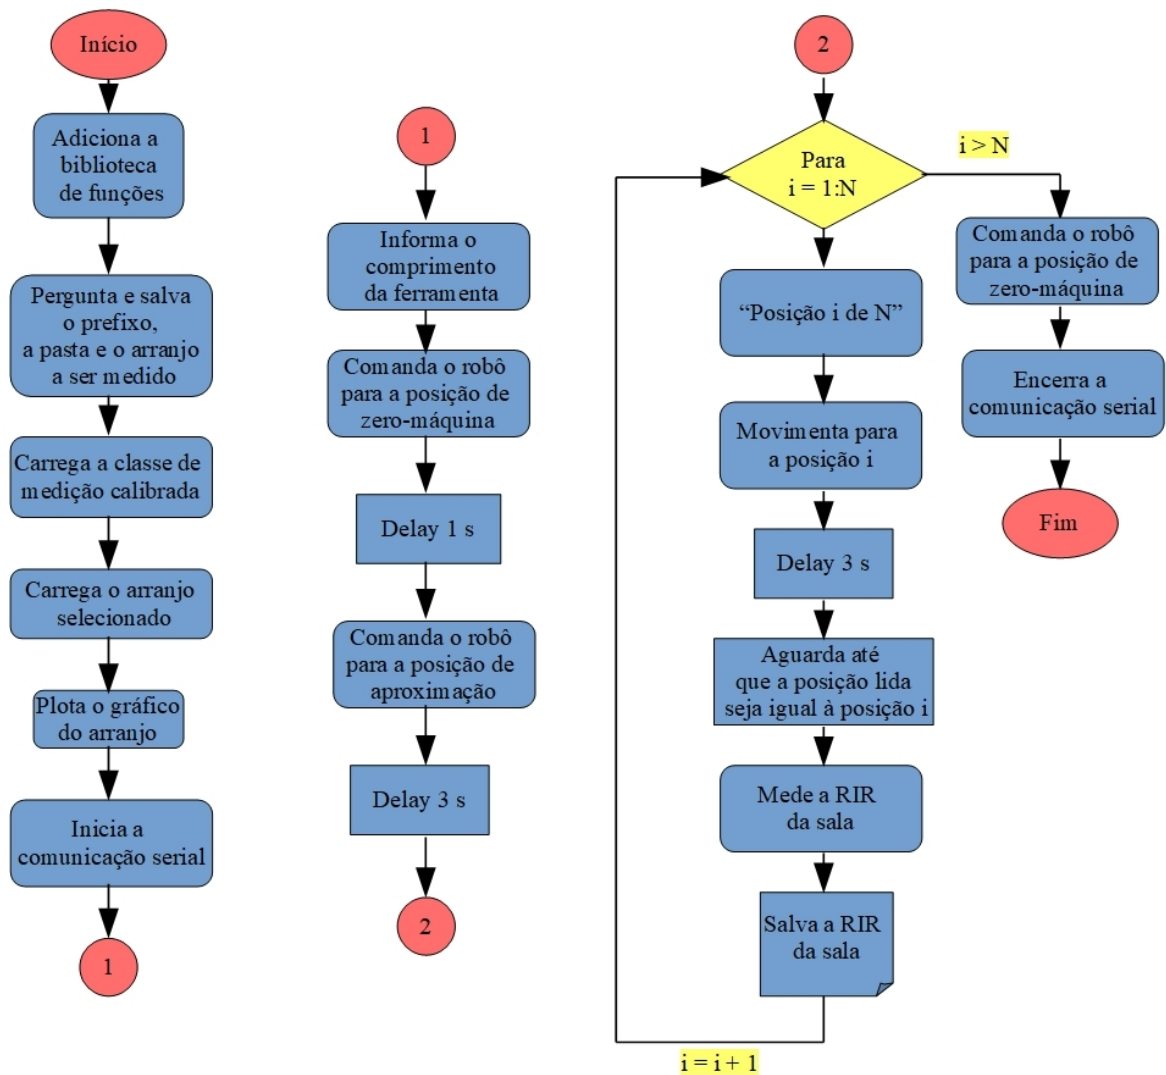 Início
Adiciona a
biblioteca
de funções
Pergunta e salva
o prefixo,
a pasta e o arranjo
a ser medido
Carrega a classe de
medição calibrada
Carrega o arranjo
selecionado
Plota o gráfico
do arranjo
Inicia a
comunicação serial
1
1
Informa o
comprimento
da ferramenta
Comanda o robô
para a posição de
zero-máquina
Delay 1 s
Comanda o robô
para a posição de
aproximação
Delay 3 s
2
2
Para
i = 1:N
i > N
“Posição i de N”
Movimenta para
a posição i
Delay 3 s
Aguarda até
que a posição lida
seja igual à posição i
Mede a RIR
da sala
Salva a RIR
da sala
i = i + 1
Comanda o robô
para a posição de
zero-máquina
Encerra a
comunicação serial
Fim